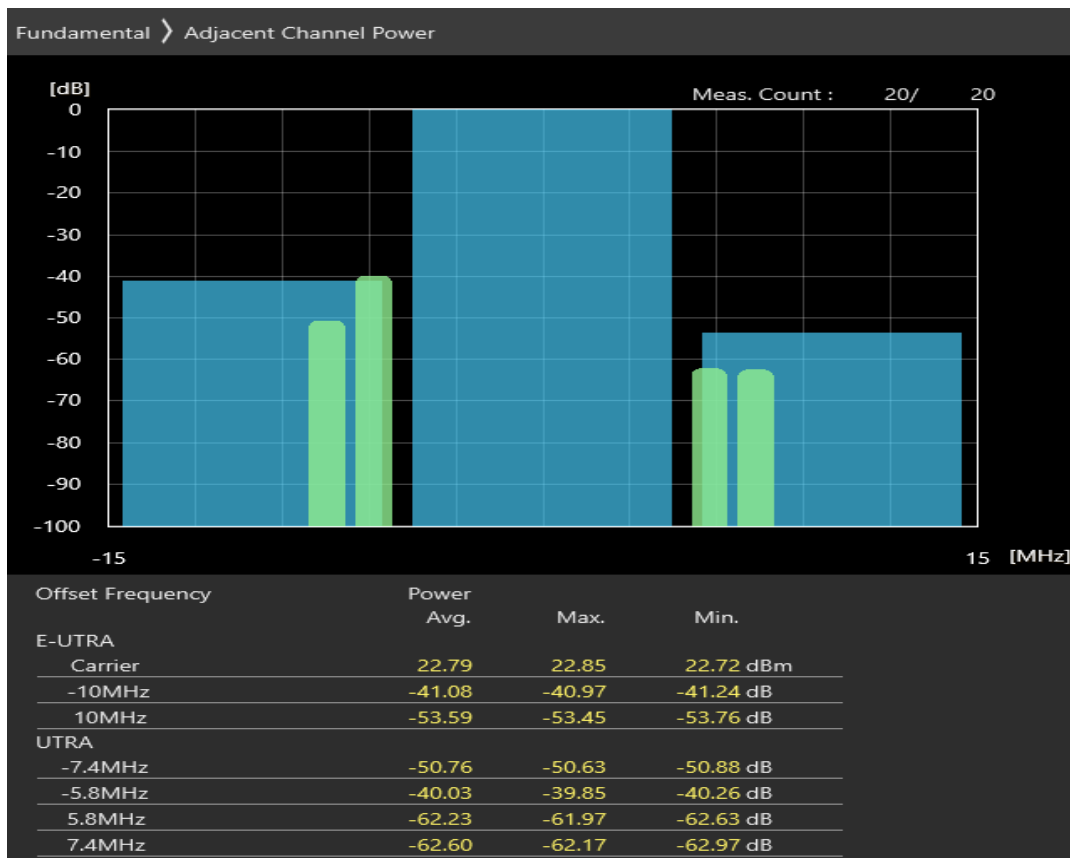 Fundamental 〉 Adjacent Channel Power
[dB]
Meas. Count : 20/ 20
0
-10
-20
-30
-40
-50
-60
-70
-80
-90
-100
-15 15 [MHz]
Offset Frequency Power
Avg. Max. Min.
E-UTRA
Carrier 22.79 22.85 22.72 dBm
-10MHz -41.08 -40.97 -41.24 dB
10MHz -53.59 -53.45 -53.76 dB
UTRA
-7.4MHz -50.76 -50.63 -50.88 dB
-5.8MHz -40.03 -39.85 -40.26 dB
5.8MHz -62.23 -61.97 -62.63 dB
7.4MHz -62.60 -62.17 -62.97 dB